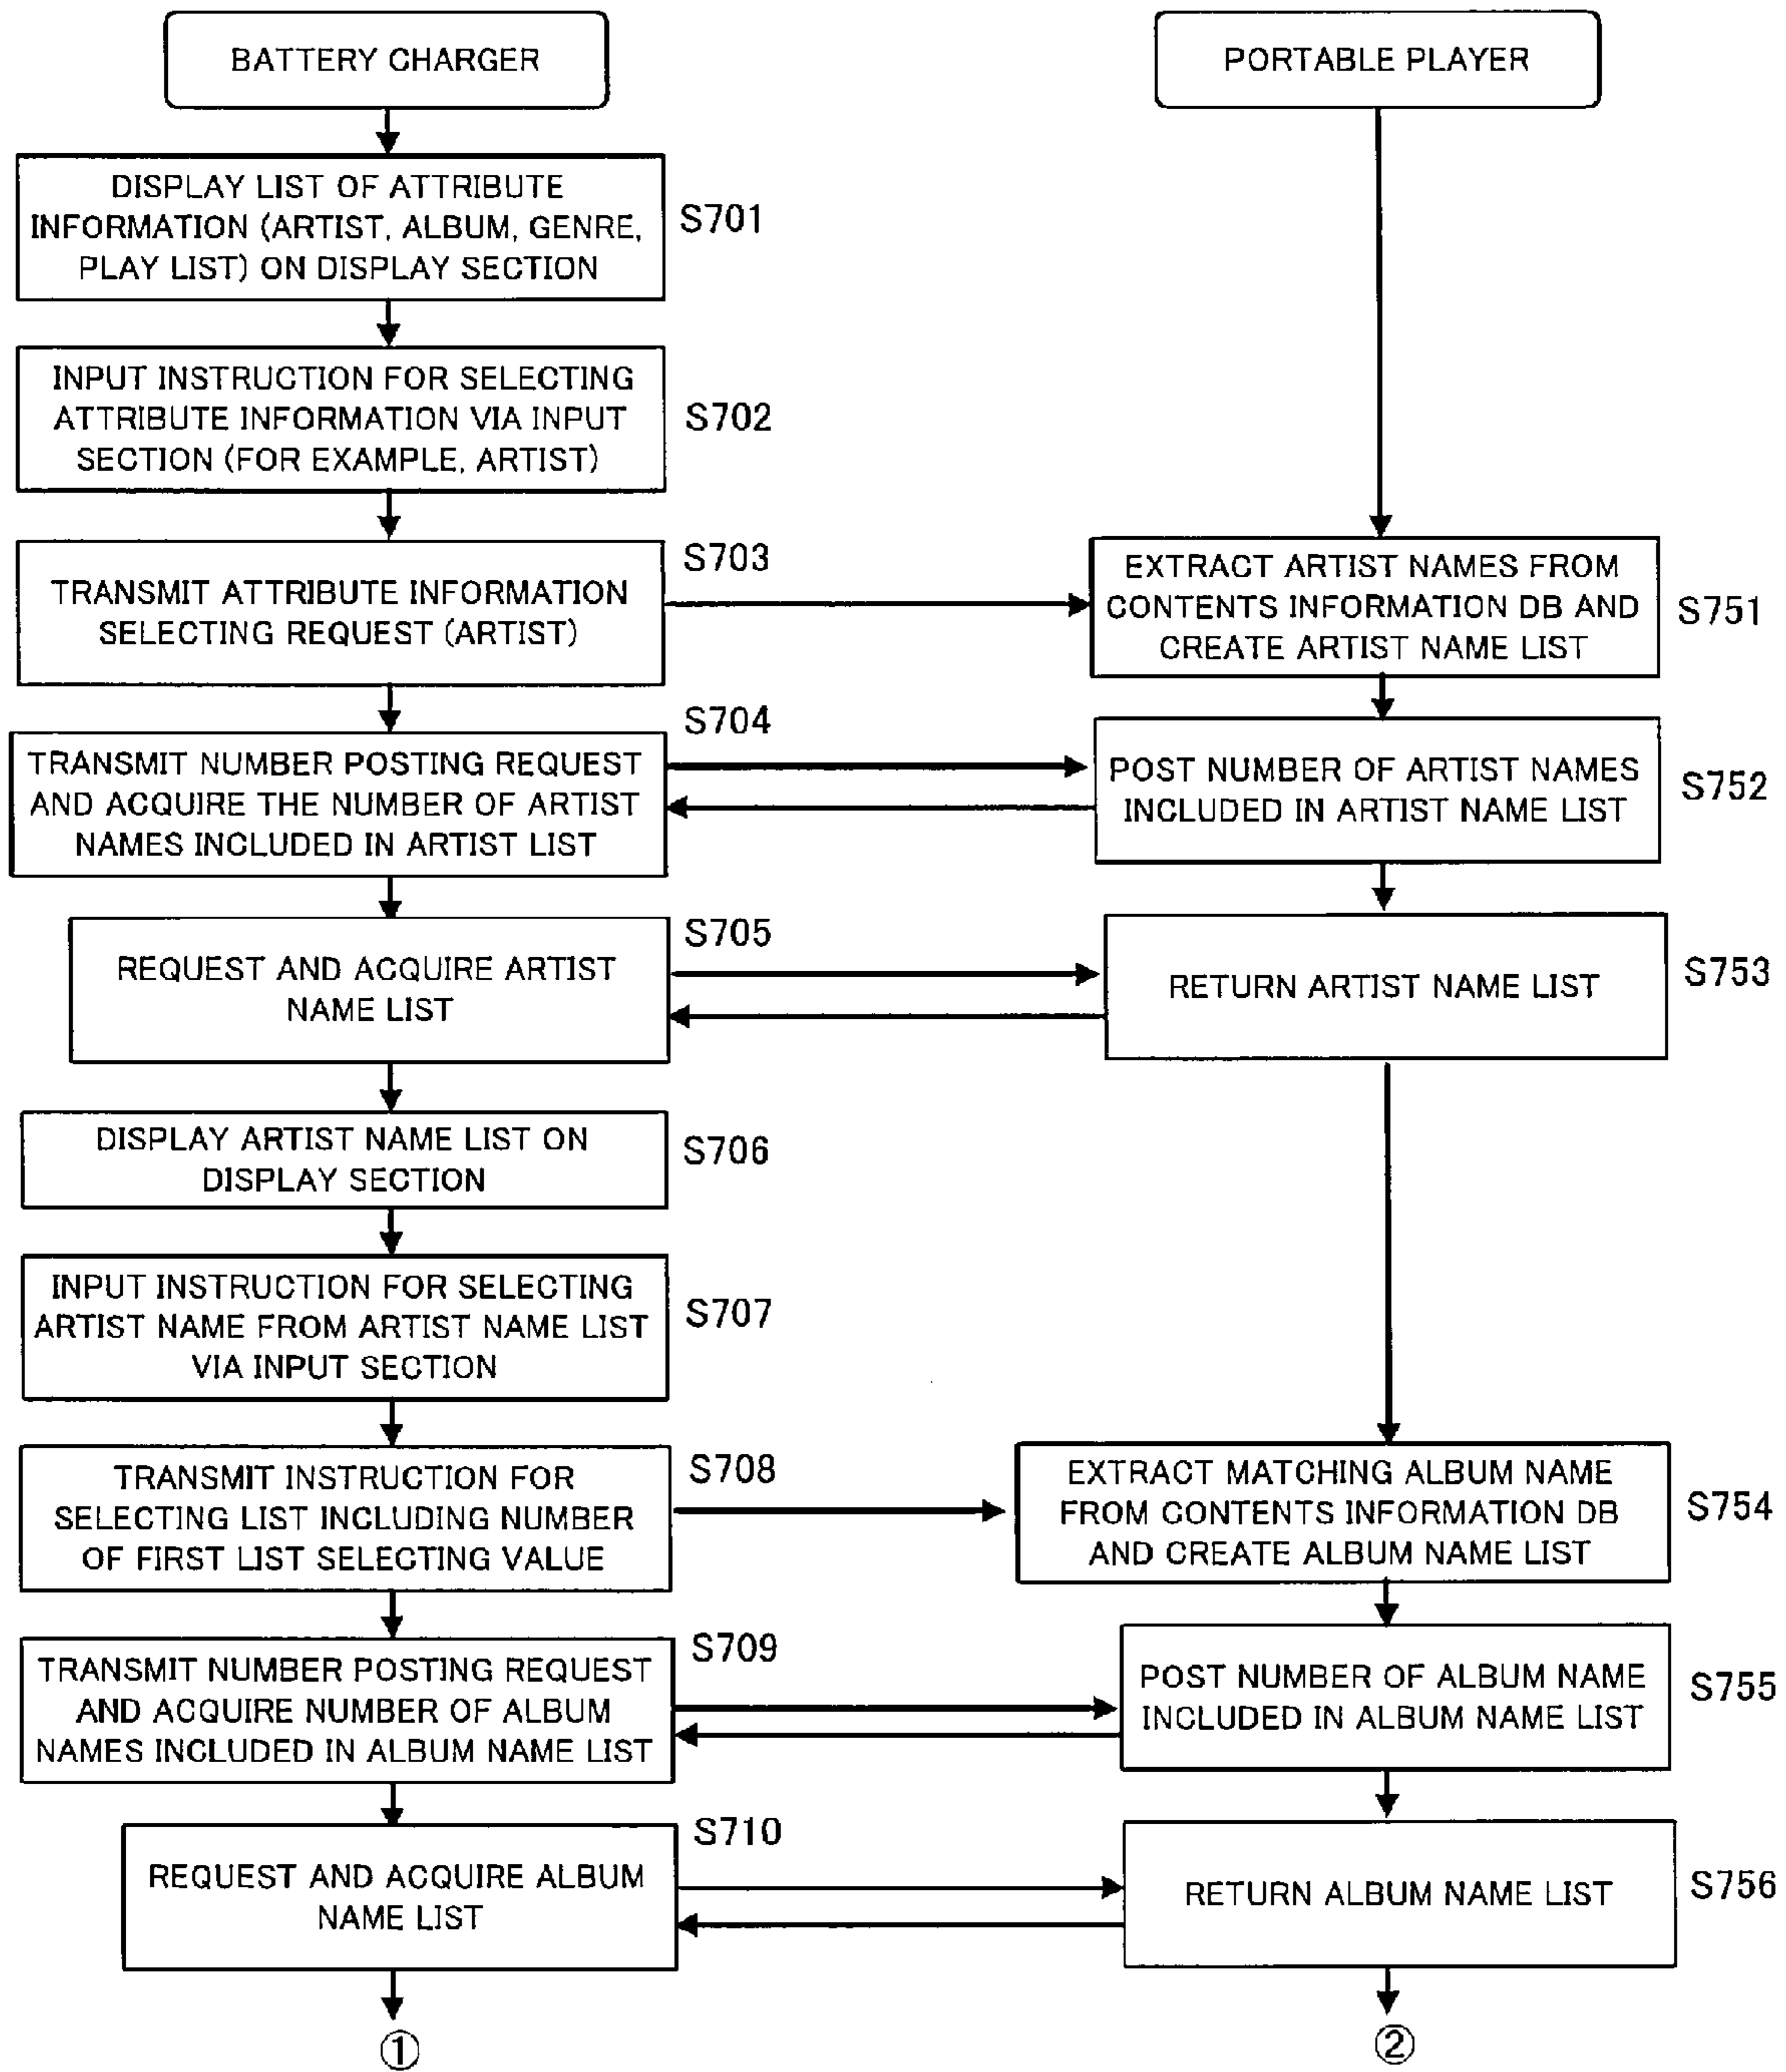 BATTERY CHARGER
PORTABLE PLAYER
DISPLAY LIST OF ATTRIBUTE
INFORMATION (ARTIST, ALBUM, GENRE,
PLAY LIST) ON DISPLAY SECTION
S701
INPUT INSTRUCTION FOR SELECTING
ATTRIBUTE INFORMATION VIA INPUT
SECTION (FOR EXAMPLE, ARTIST)
S702
TRANSMIT ATTRIBUTE INFORMATION
SELECTING REQUEST (ARTIST)
S703
EXTRACT ARTIST NAMES FROM
CONTENTS INFORMATION DB AND
CREATE ARTIST NAME LIST
S751
TRANSMIT NUMBER POSTING REQUEST
AND ACQUIRE THE NUMBER OF ARTIST
NAMES INCLUDED IN ARTIST LIST
S704
POST NUMBER OF ARTIST NAMES
INCLUDED IN ARTIST NAME LIST
S752
REQUEST AND ACQUIRE ARTIST
NAME LIST
S705
RETURN ARTIST NAME LIST
S753
DISPLAY ARTIST NAME LIST ON
DISPLAY SECTION
S706
INPUT INSTRUCTION FOR SELECTING
ARTIST NAME FROM ARTIST NAME LIST
VIA INPUT SECTION
S707
TRANSMIT INSTRUCTION FOR
SELECTING LIST INCLUDING NUMBER
OF FIRST LIST SELECTING VALUE
S708
EXTRACT MATCHING ALBUM NAME
FROM CONTENTS INFORMATION DB
AND CREATE ALBUM NAME LIST
S754
TRANSMIT NUMBER POSTING REQUEST
AND ACQUIRE NUMBER OF ALBUM
NAMES INCLUDED IN ALBUM NAME LIST
S709
POST NUMBER OF ALBUM NAME
INCLUDED IN ALBUM NAME LIST
S755
REQUEST AND ACQUIRE ALBUM
NAME LIST
S710
RETURN ALBUM NAME LIST
S756
①
②